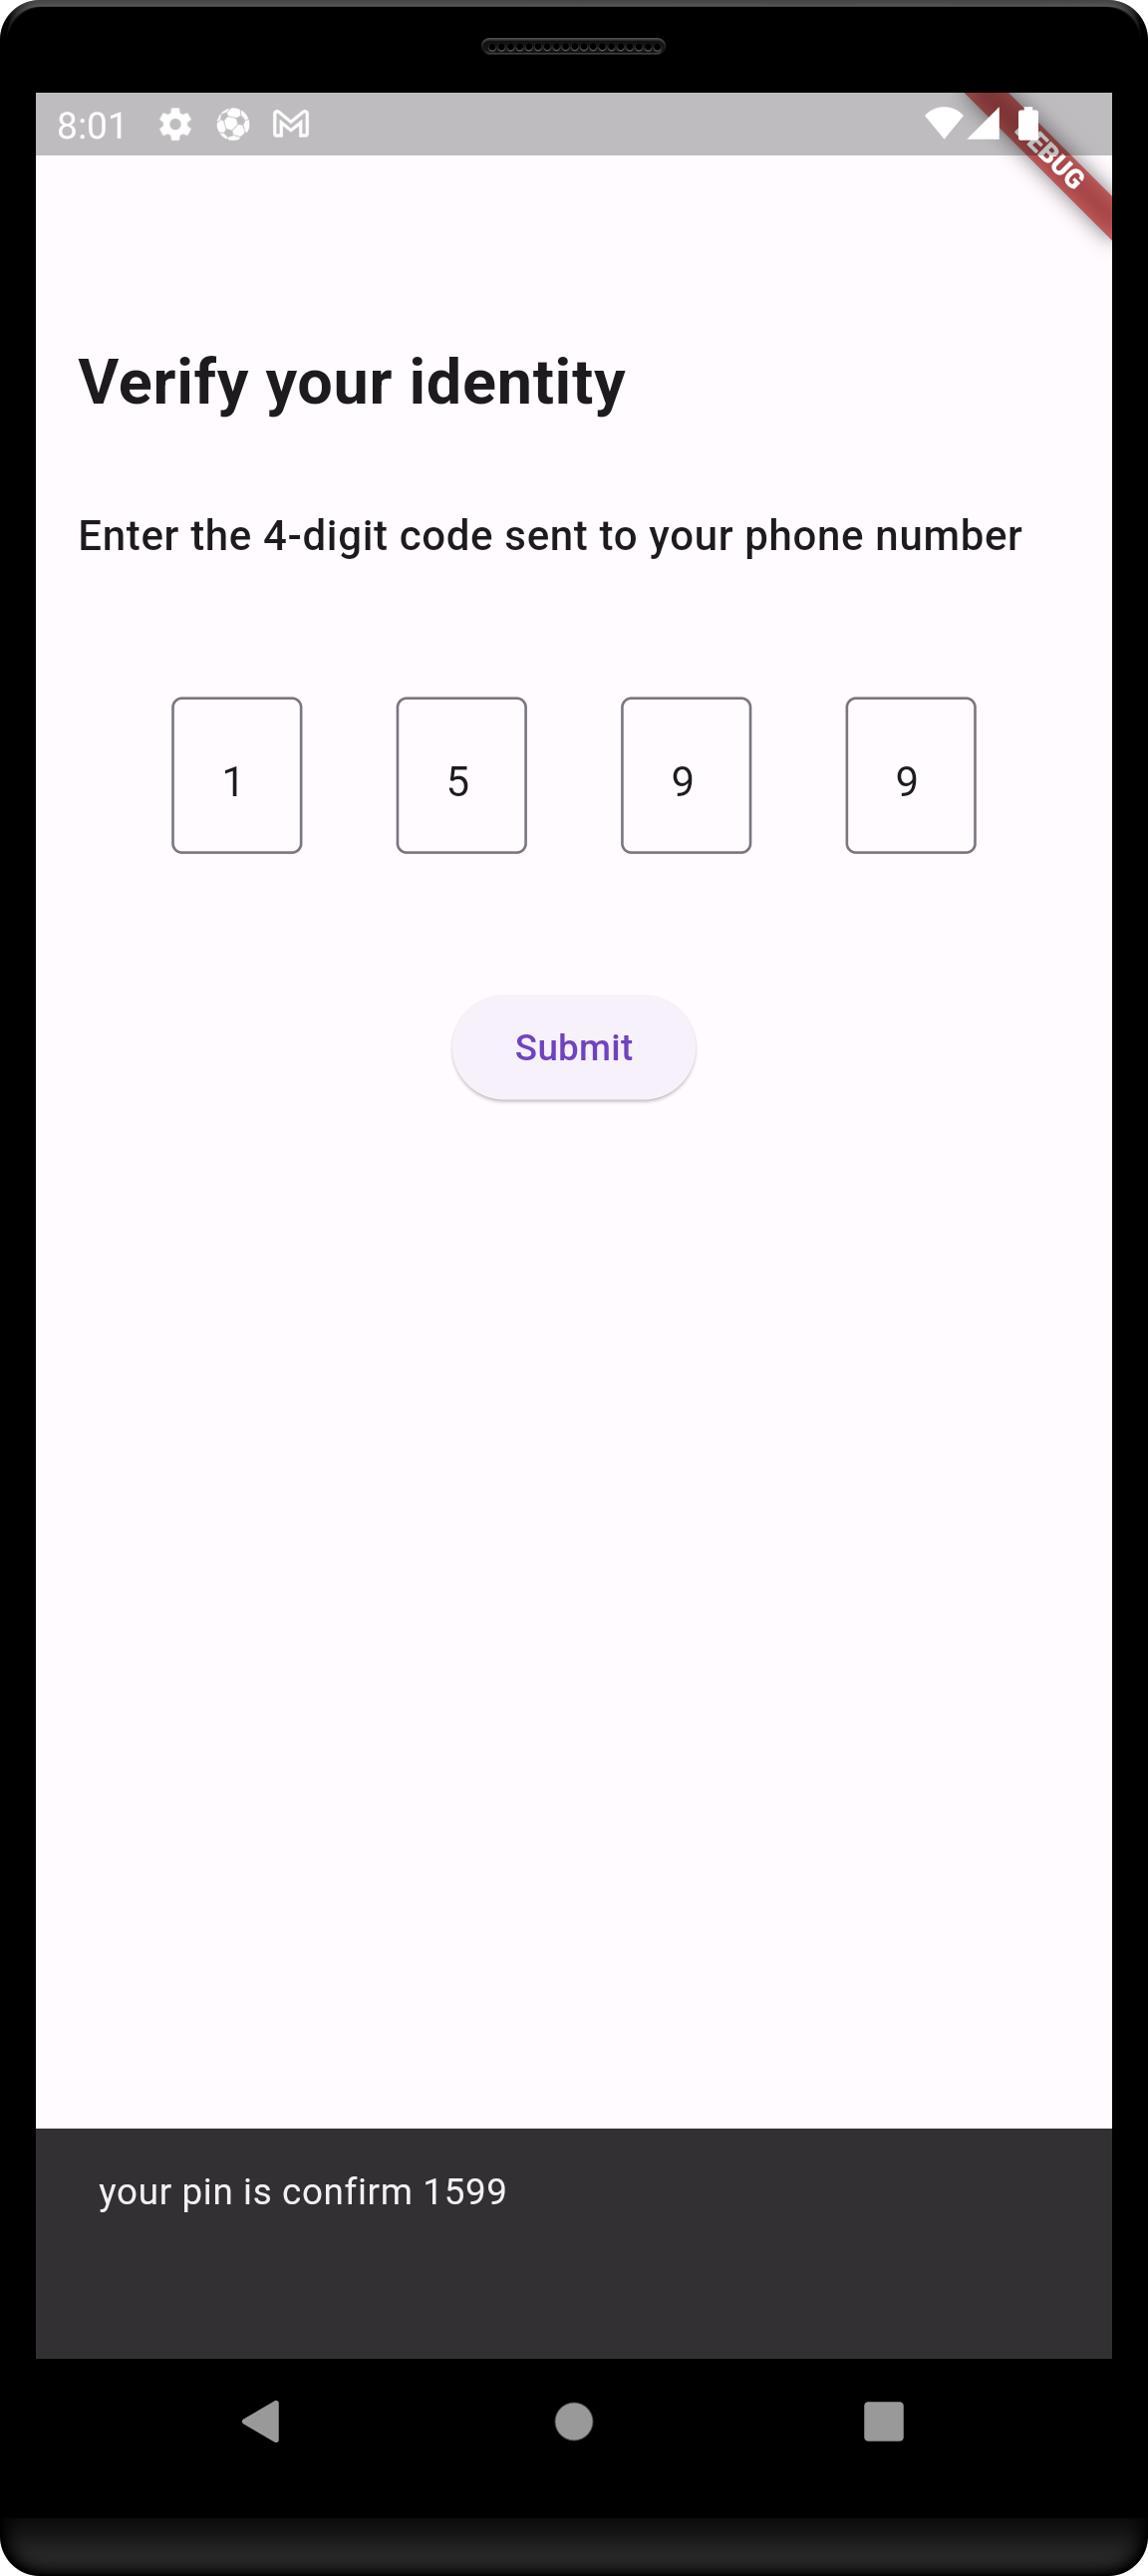 8:01
DEBUG
Verify your identity
Enter the 4-digit code sent to your phone number
1 5 9 9
Submit
your pin is confirm 1599